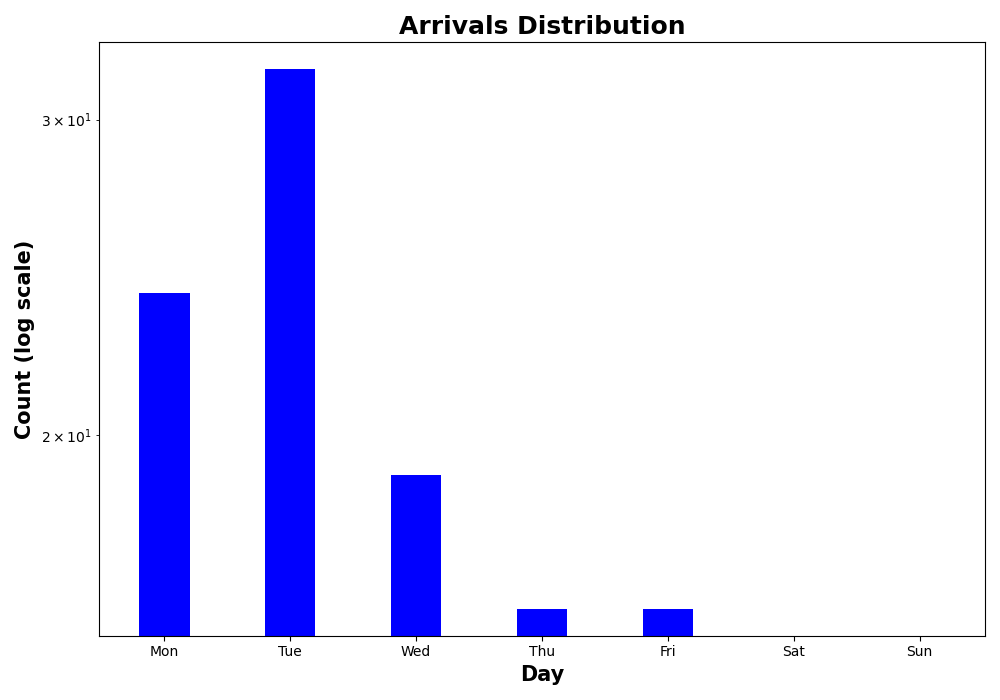 Arrivals Distribution
3 × 10¹
2 × 10¹
Count (log scale)
Mon Tue Wed Thu Fri Sat Sun
Day